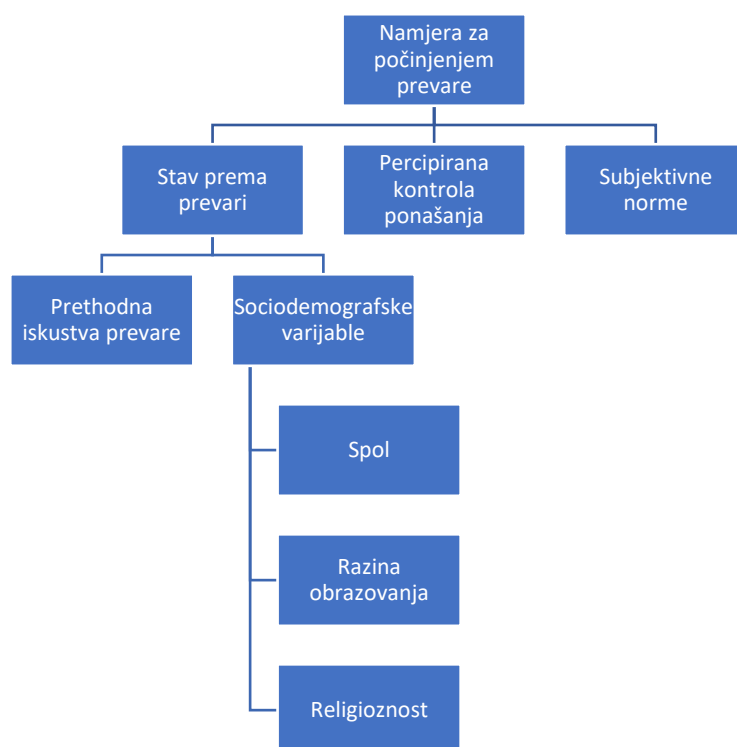 Namjera za
počinjenjem
prevare
Stav prema
prevari
Percipirana
kontrola
ponašanja
Subjektivne
norme
Prethodna
iskustva prevare
Sociodemografske
varijable
Spol
Razina
obrazovanja
Religioznost